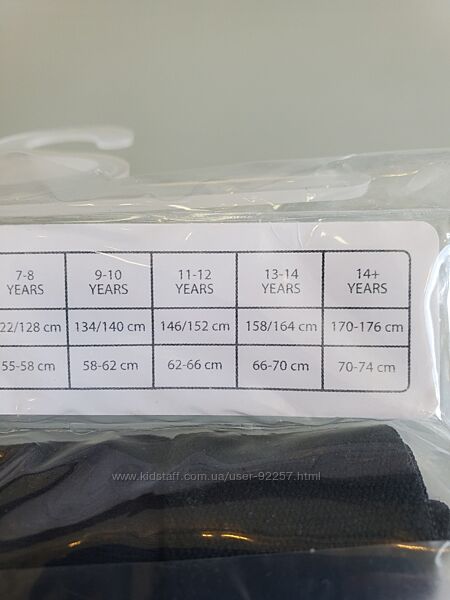 7-8 9-10 11-12 13-14 14+
YEARS YEARS YEARS YEARS YEARS
22/128 cm 134/140 cm 146/152 cm 158/164 cm 170-176 cm
55-58 cm 58-62 cm 62-66 cm 66-70 cm 70-74 cm
www.kidstaff.com.ua/user-92257.html